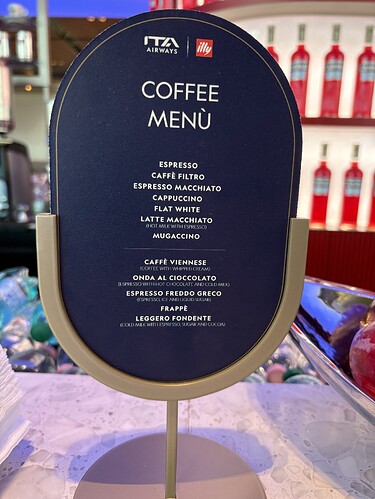 ITA
AIRWAYS
illy
COFFEE
MENÙ
ESPRESSO
CAFFÈ FILTRO
ESPRESSO MACCHIATO
CAPPUCCINO
FLAT WHITE
LATTE MACCHIATO
(HOT MILK WITH ESPRESSO)
MUGACCINO
CAFFÈ VIENNESE
(COFFEE WITH WHIPPED CREAM)
ONDA AL CIOCCOLATO
(ESPRESSO WITH HOT CHOCOLATE AND COLD MILK)
ESPRESSO FREDDO GRECO
(ESPRESSO, ICE AND LIQUID SUGAR)
FRAPPÈ
LEGGERO FONDENTE
(COLD MILK WITH ESPRESSO, SUGAR AND COCOA)